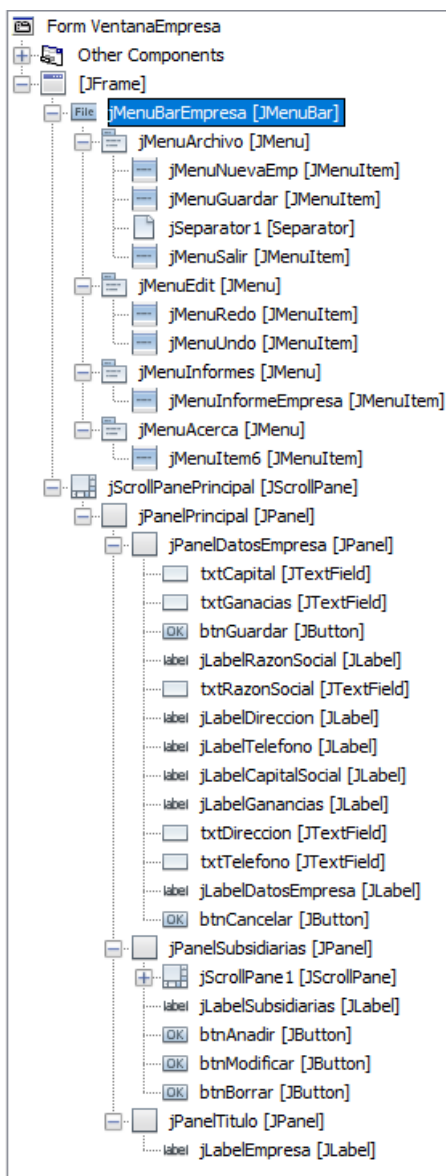 Form VentanaEmpresa
Other Components
[JFrame]
File jMenuBarEmpresa [JMenuBar]
jMenuArchivo [JMenu]
jMenuNuevaEmp [JMenuItem]
jMenuGuardar [JMenuItem]
jSeparator1 [Separator]
jMenuSalir [JMenuItem]
jMenuEdit [JMenu]
jMenuRedo [JMenuItem]
jMenuUndo [JMenuItem]
jMenuInformes [JMenu]
jMenuInformeEmpresa [JMenuItem]
jMenuAcerca [JMenu]
jMenuItem6 [JMenuItem]
jScrollPanePrincipal [JScrollPane]
jPanelPrincipal [JPanel]
jPanelDatosEmpresa [JPanel]
txtCapital [JTextField]
txtGanacias [JTextField]
OK btnGuardar [JButton]
label jLabelRazonSocial [JLabel]
txtRazonSocial [JTextField]
label jLabelDireccion [JLabel]
label jLabelTelefono [JLabel]
label jLabelCapitalSocial [JLabel]
label jLabelGanancias [JLabel]
txtDireccion [JTextField]
txtTelefono [JTextField]
label jLabelDatosEmpresa [JLabel]
OK btnCancelar [JButton]
jPanelSubsidiarias [JPanel]
jScrollPane1 [JScrollPane]
label jLabelSubsidiarias [JLabel]
OK btnAnadir [JButton]
OK btnModificar [JButton]
OK btnBorrar [JButton]
jPanelTitulo [JPanel]
label jLabelEmpresa [JLabel]